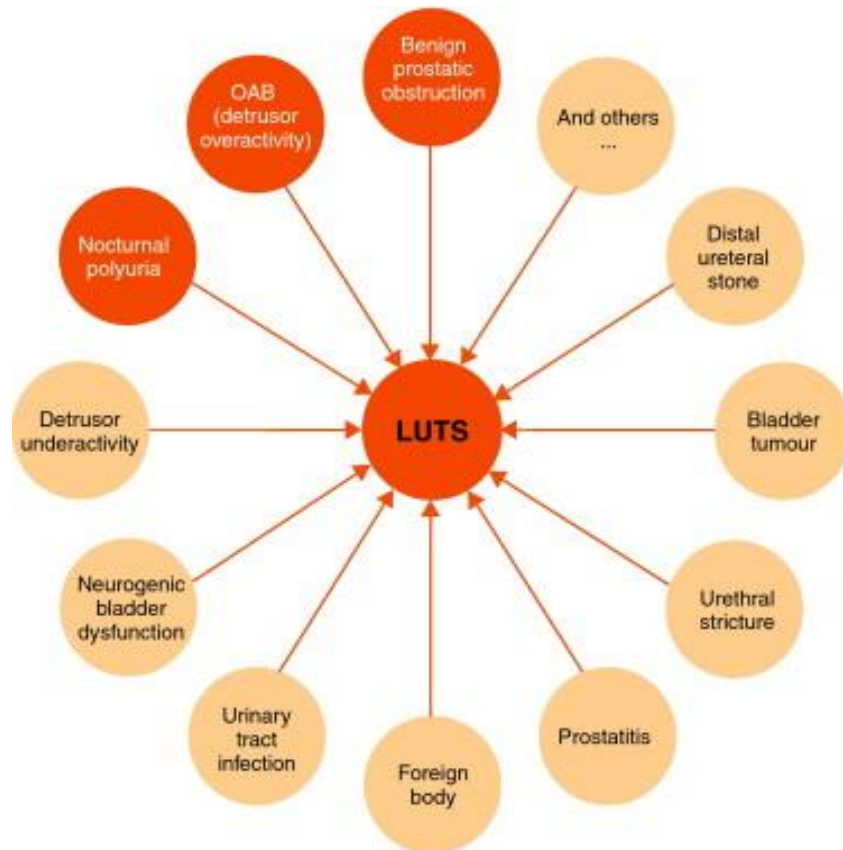 Benign
prostatic
obstruction
And others
...
Distal
ureteral
stone
Bladder
tumour
Urethral
stricture
Prostatitis
Foreign
body
Urinary
tract
infection
Neurogenic
bladder
dysfunction
Detrusor
underactivity
Nocturnal
polyuria
OAB
(detrusor
overactivity)
LUTS